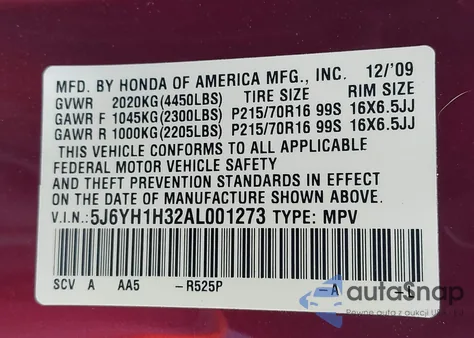 MFD. BY HONDA OF AMERICA MFG., INC. 12/'09
GVWR 2020KG(4450LBS) TIRE SIZE RIM SIZE
GAWR F 1045KG(2300LBS) P215/70R16 99S 16X6.5JJ
GAWR R 1000KG(2205LBS) P215/70R16 99S 16X6.5JJ
THIS VEHICLE CONFORMS TO ALL APPLICABLE
FEDERAL MOTOR VEHICLE SAFETY
AND THEFT PREVENTION STANDARDS IN EFFECT
ON THE DATE OF MANUFACTURE SHOWN ABOVE.
V.I.N.: 5J6YH1H32AL001273 TYPE: MPV
SCV A AA5 -R525P -A -L
autoSnap
Pewne auta z aukcji